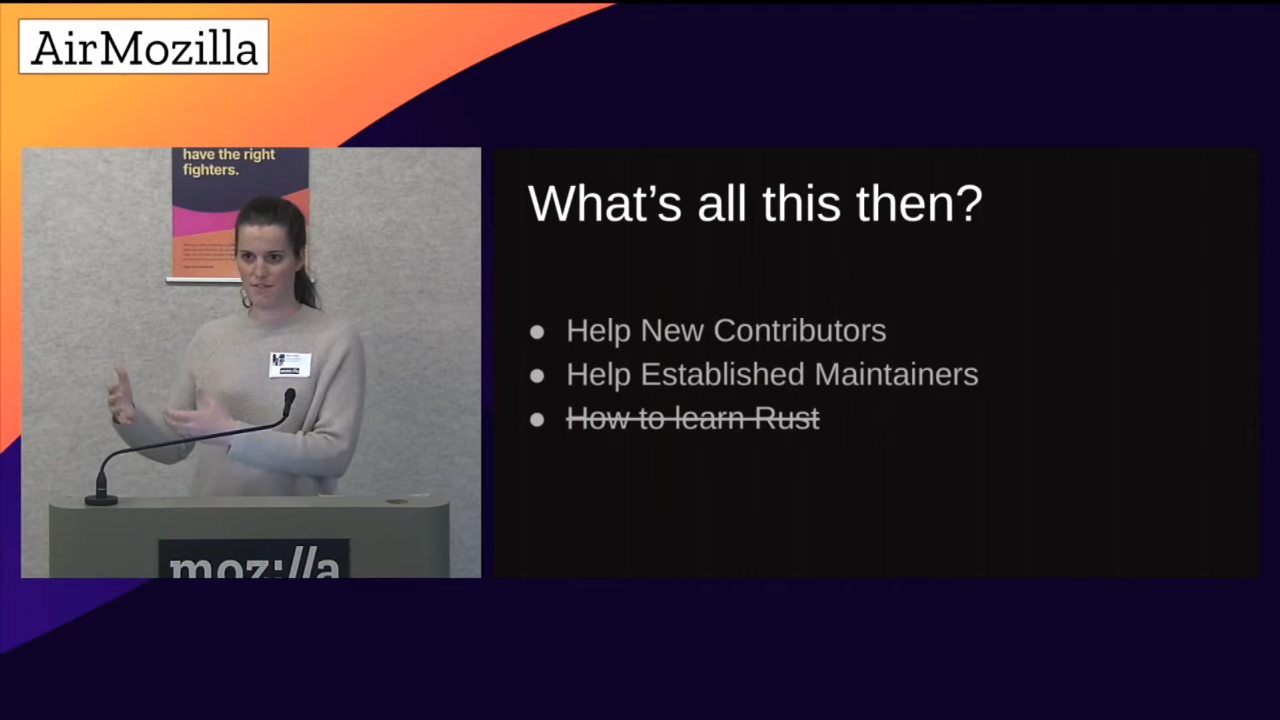 AirMozilla
have the right
fighters.
moz://a
What's all this then?
● Help New Contributors
● Help Established Maintainers
● How to learn Rust